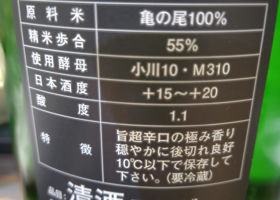 原料米 亀の尾100%
精米歩合 55%
使用酵母 小川10・M310
日本酒度 +15〜+20
酸度 1.1
特徴 旨超辛口の極み香り
穏やかに後切れ良好
10℃以下で保存して
下さい。(要冷蔵)
品目 清酒